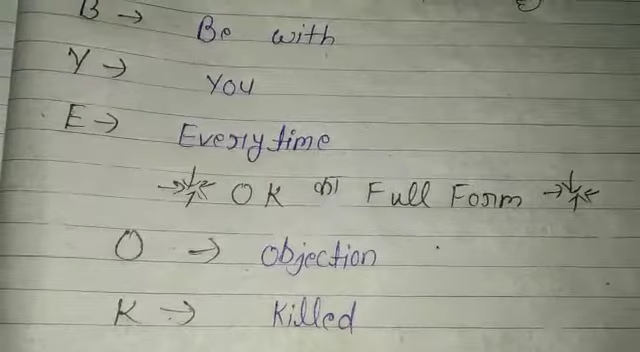 B → Be with
Y → You
E → Everytime
OK का Full Form
O → Objection
K → Killed